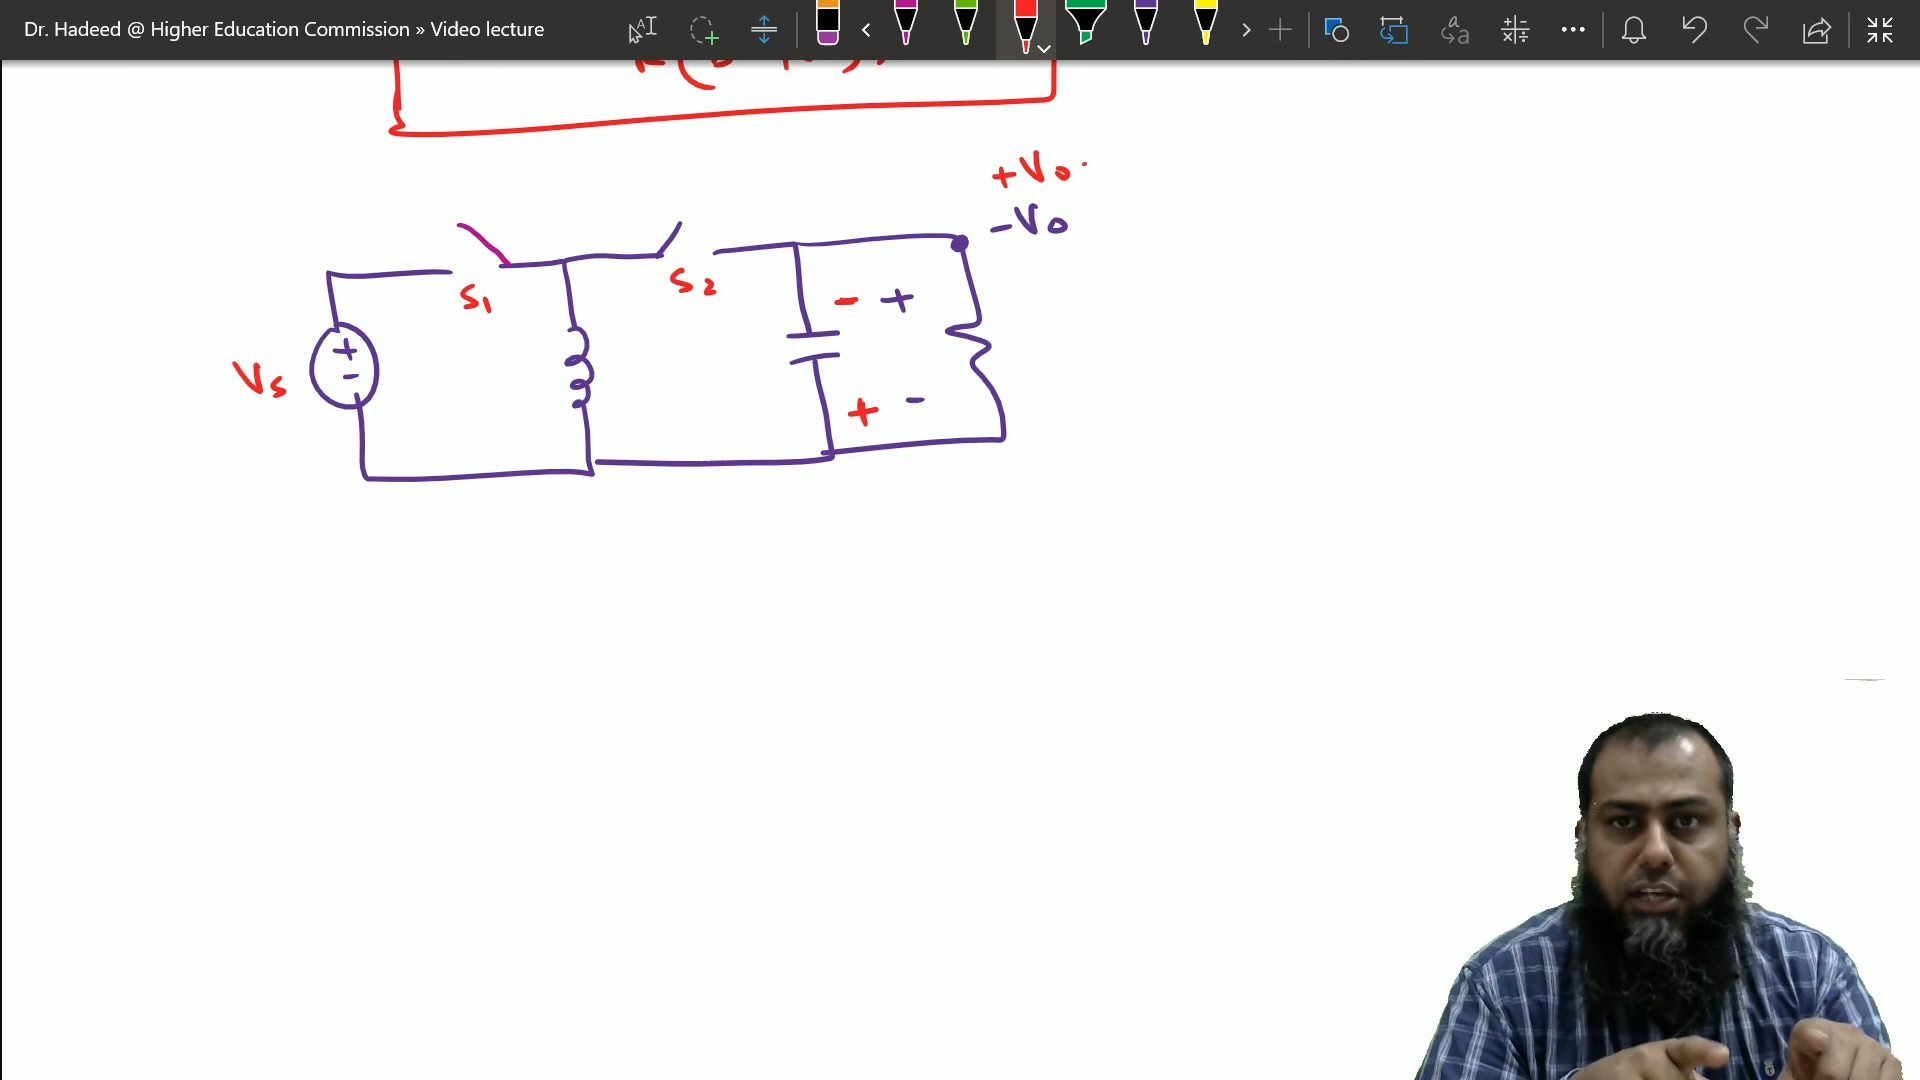 Dr. Hadeed @ Higher Education Commission » Video lecture
+Vo
-Vo
S1
S2
- +
Vs
+
-
+ -